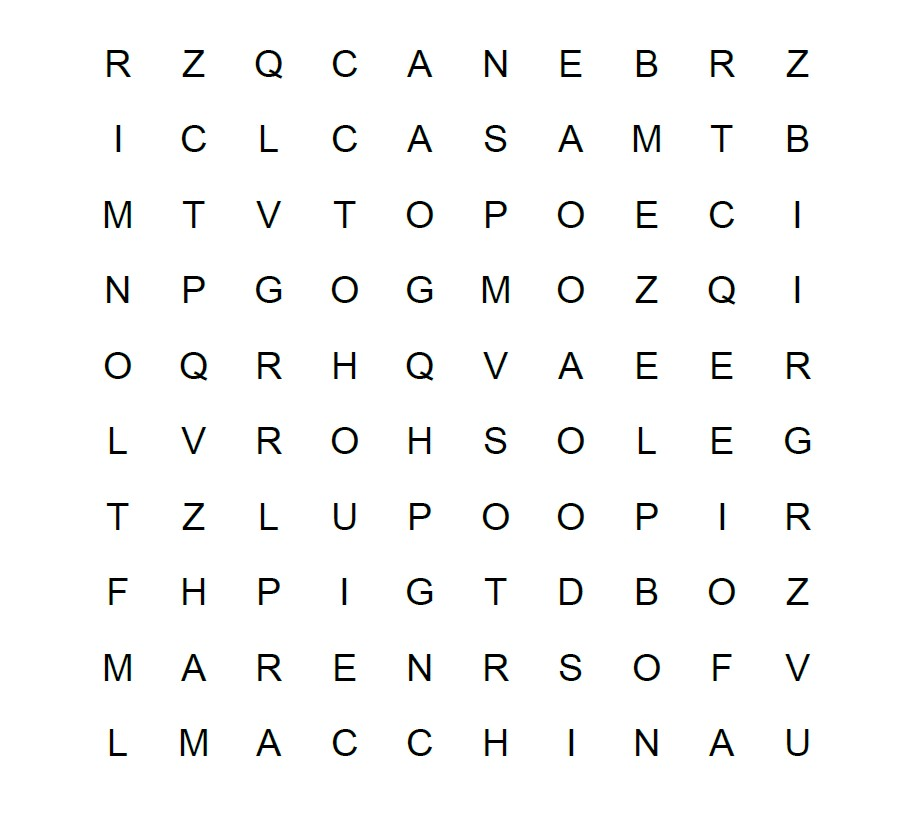 R Z Q C A N E B R Z
I C L C A S A M T B
M T V T O P O E C I
N P G O G M O Z Q I
O Q R H Q V A E E R
L V R O H S O L E G
T Z L U P O O P I R
F H P I G T D B O Z
M A R E N R S O F V
L M A C C H I N A U